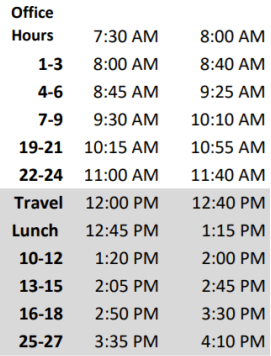 Office
Hours 7:30 AM 8:00 AM
1-3 8:00 AM 8:40 AM
4-6 8:45 AM 9:25 AM
7-9 9:30 AM 10:10 AM
19-21 10:15 AM 10:55 AM
22-24 11:00 AM 11:40 AM
Travel 12:00 PM 12:40 PM
Lunch 12:45 PM 1:15 PM
10-12 1:20 PM 2:00 PM
13-15 2:05 PM 2:45 PM
16-18 2:50 PM 3:30 PM
25-27 3:35 PM 4:10 PM